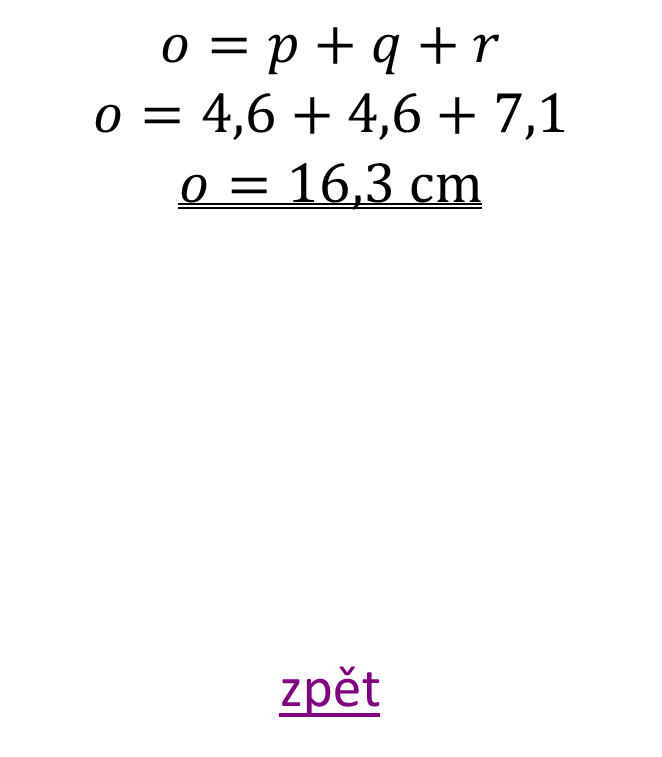 o = p + q + r
o = 4,6 + 4,6 + 7,1
o = 16,3 cm
zpět